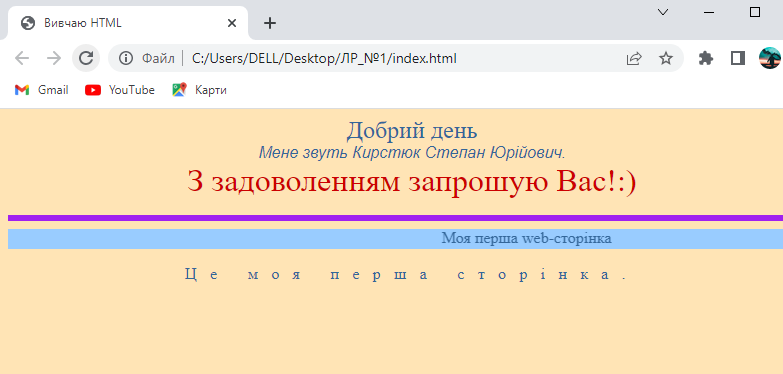 Вивчаю HTML
Файл C:/Users/DELL/Desktop/ЛР_№1/index.html
Gmail YouTube Карти
Добрий день
Мене звуть Кирстюк Степан Юрійович.
З задоволенням запрошую Вас!:)
Моя перша web-сторінка
Це моя перша сторінка.